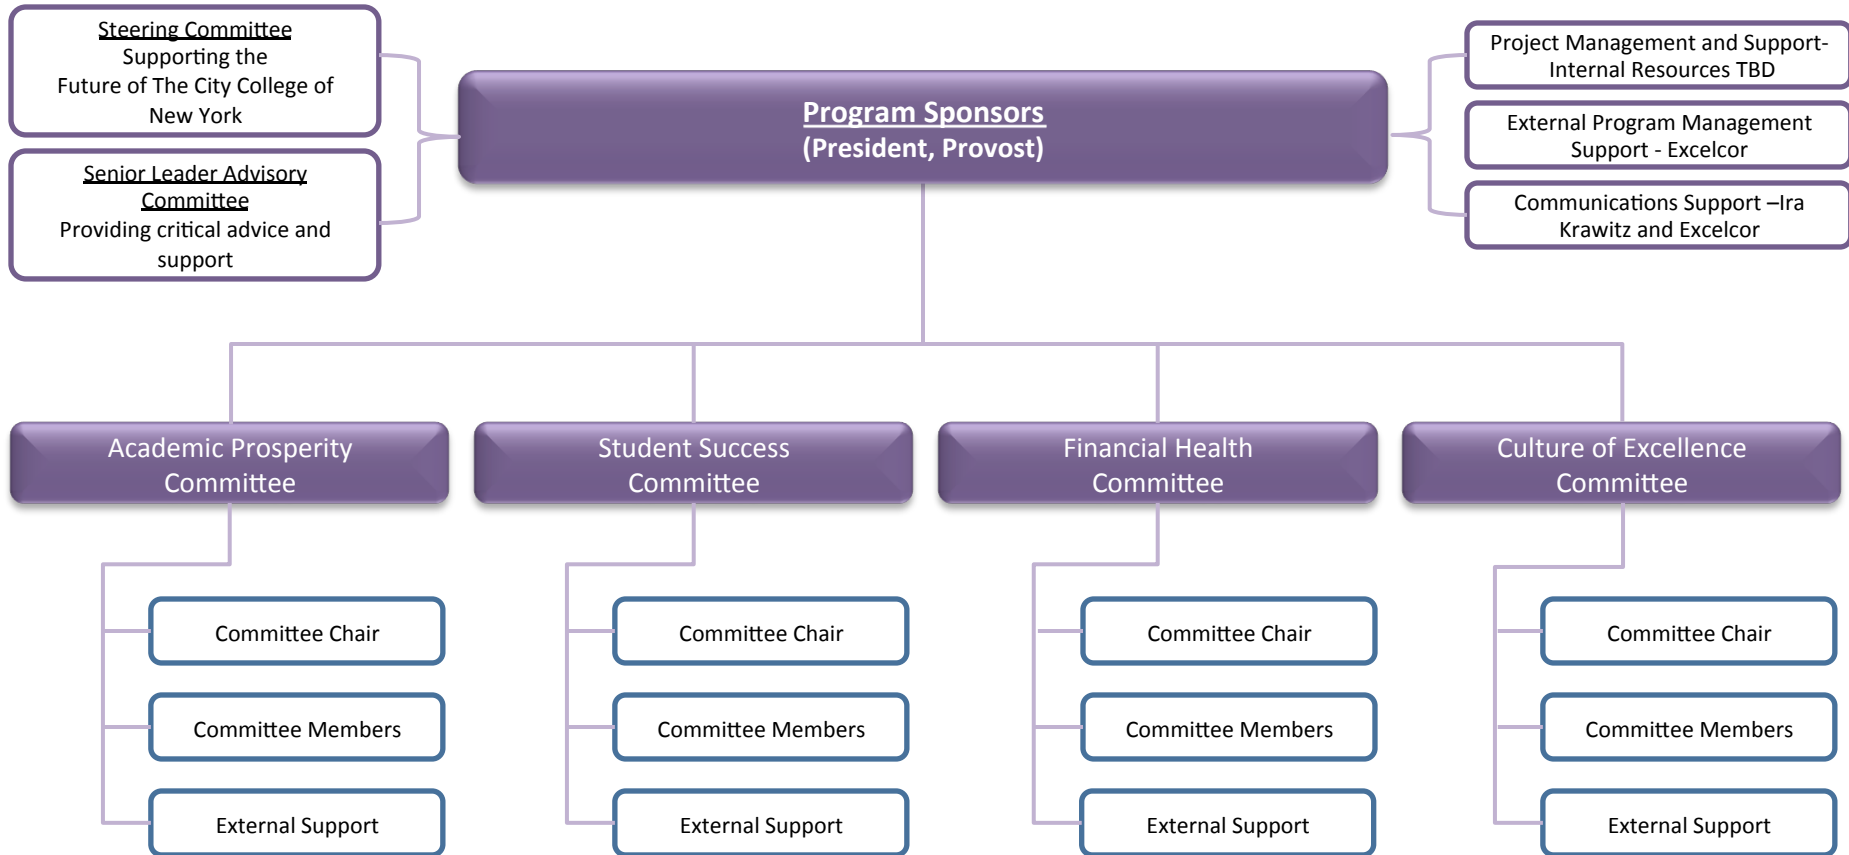 Steering Committee
Supporting the
Future of The City College of
New York
Senior Leader Advisory
Committee
Providing critical advice and
support
Program Sponsors
(President, Provost)
Project Management and Support-
Internal Resources TBD
External Program Management
Support - Excelcor
Communications Support –Ira
Krawitz and Excelcor
Academic Prosperity
Committee
Committee Chair
Committee Members
External Support
Student Success
Committee
Committee Chair
Committee Members
External Support
Financial Health
Committee
Committee Chair
Committee Members
External Support
Culture of Excellence
Committee
Committee Chair
Committee Members
External Support